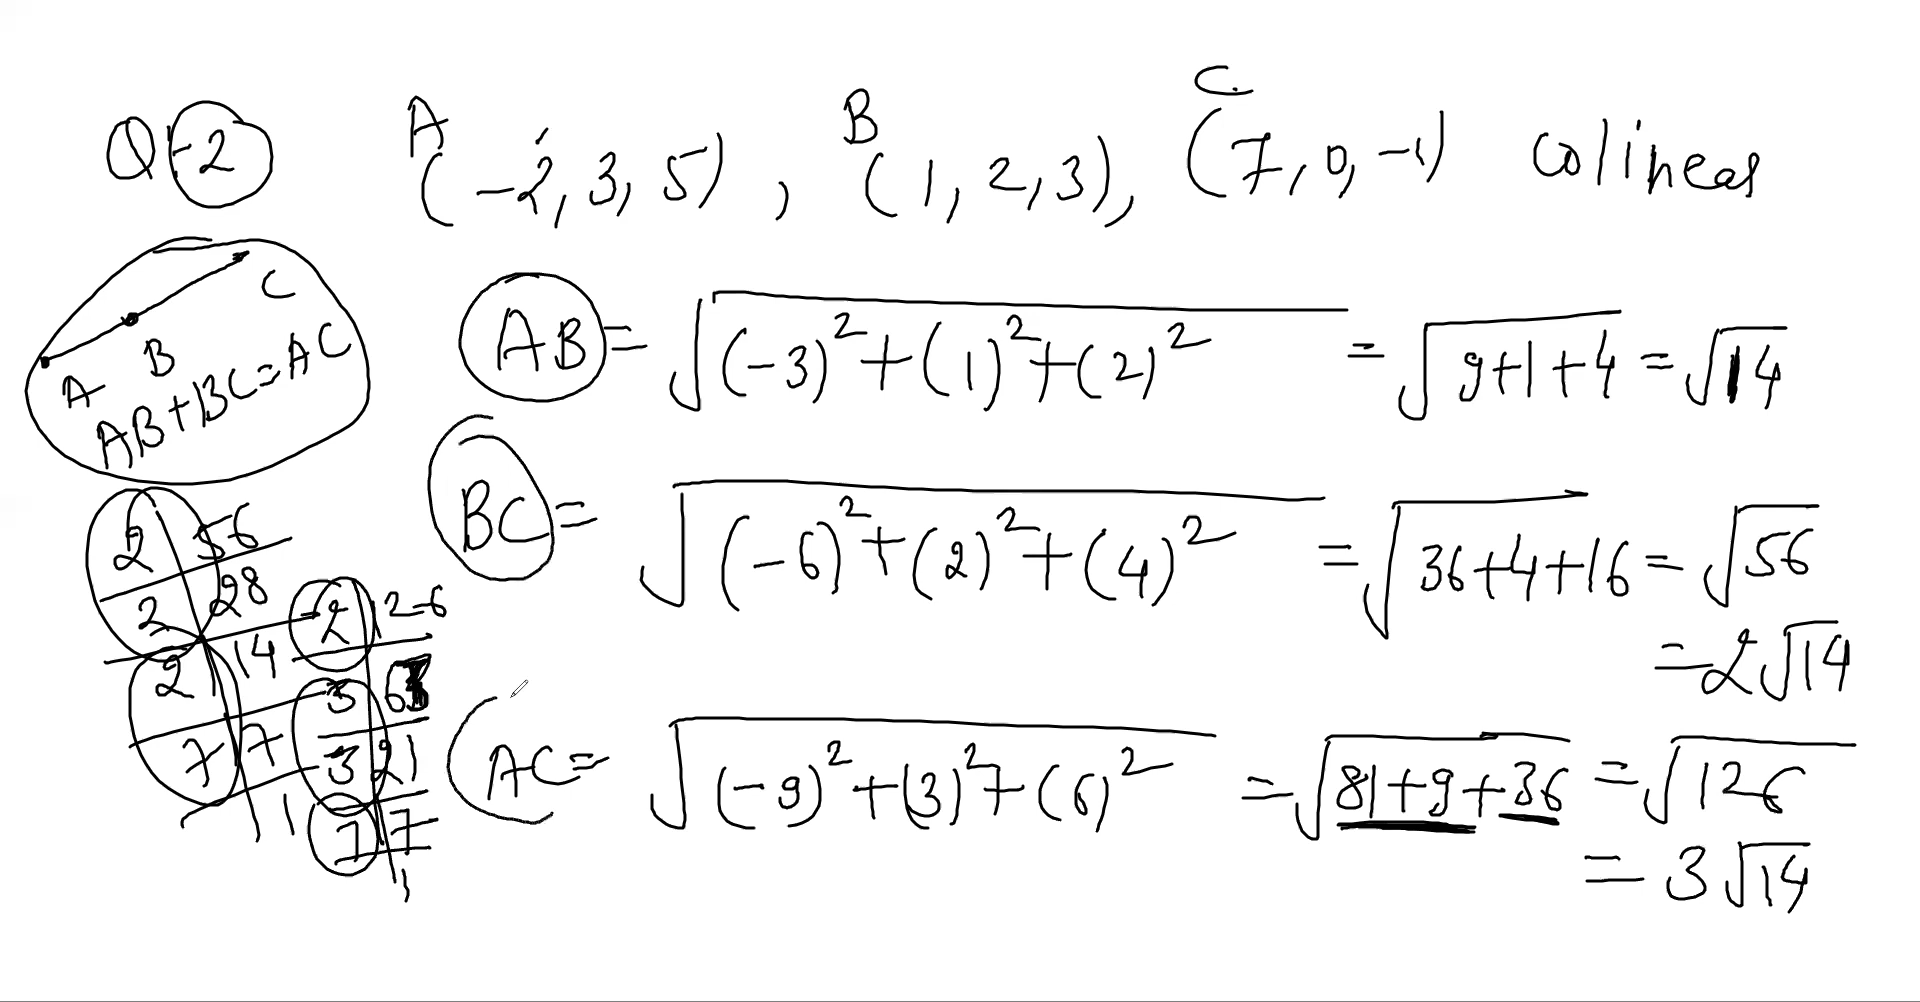 Q-2 A(-2, 3, 5), B(1, 2, 3), C(7, 0, -1) colinear
A B C
AB+BC=AC
AB = √((-3)²+(1)²+(2)²) = √(9+1+4) = √14
BC = √((-6)²+(2)²+(4)²) = √(36+4+16) = √56
= 2√14
AC = √((-9)²+(3)²+(6)²) = √(81+9+36) = √126
= 3√14
2 56
2 28
2 14
7 7
1
2 126
3 63
3 21
7 7
1